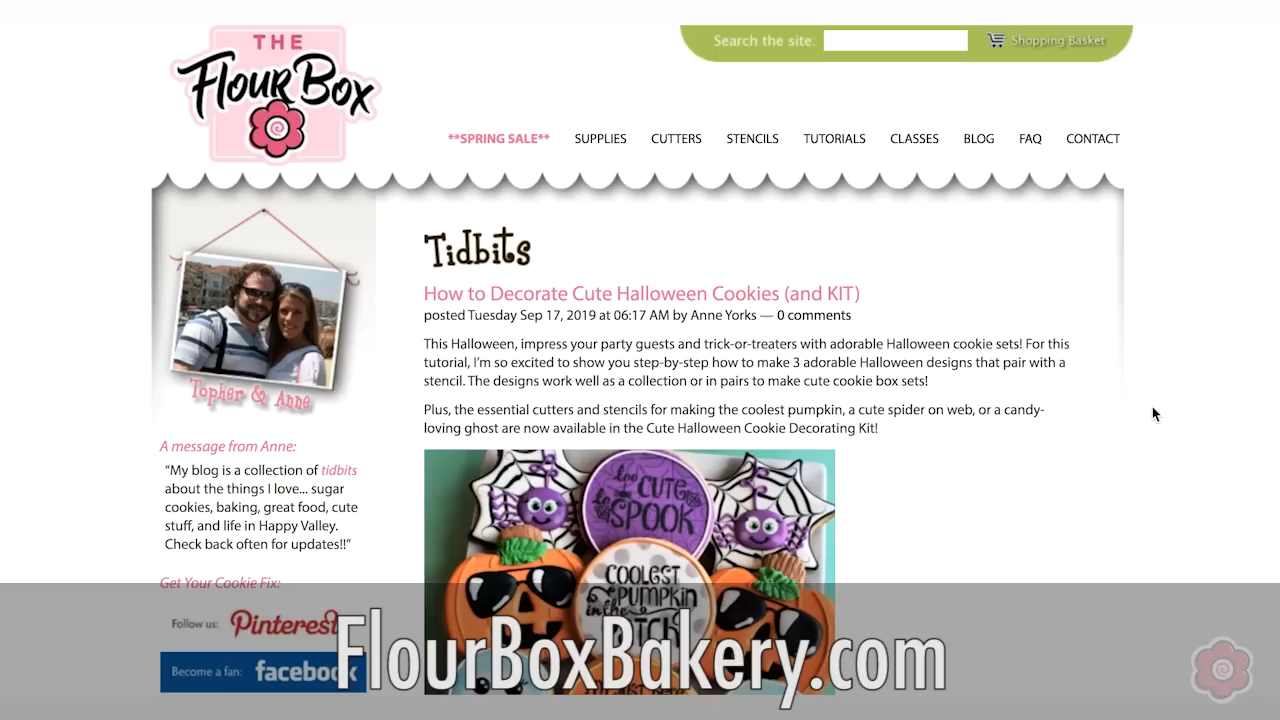 THE
Flour Box
Search the site:
Shopping Basket
**SPRING SALE** SUPPLIES CUTTERS STENCILS TUTORIALS CLASSES BLOG FAQ CONTACT
Topher & Anne
A message from Anne:
“My blog is a collection of tidbits
about the things I love... sugar
cookies, baking, great food, cute
stuff, and life in Happy Valley.
Check back often for updates!!”
Get Your Cookie Fix:
Follow us: Pinterest
Become a fan: facebook
Tidbits
How to Decorate Cute Halloween Cookies (and KIT)
posted Tuesday Sep 17, 2019 at 06:17 AM by Anne Yorks — 0 comments
This Halloween, impress your party guests and trick-or-treaters with adorable Halloween cookie sets! For this
tutorial, I’m so excited to show you step-by-step how to make 3 adorable Halloween designs that pair with a
stencil. The designs work well as a collection or in pairs to make cute cookie box sets!
Plus, the essential cutters and stencils for making the coolest pumpkin, a cute spider on web, or a candy-
loving ghost are now available in the Cute Halloween Cookie Decorating Kit!
too CUTE
to SPOOK
COOLEST
PUMPKIN
in the
FlourBoxBakery.com